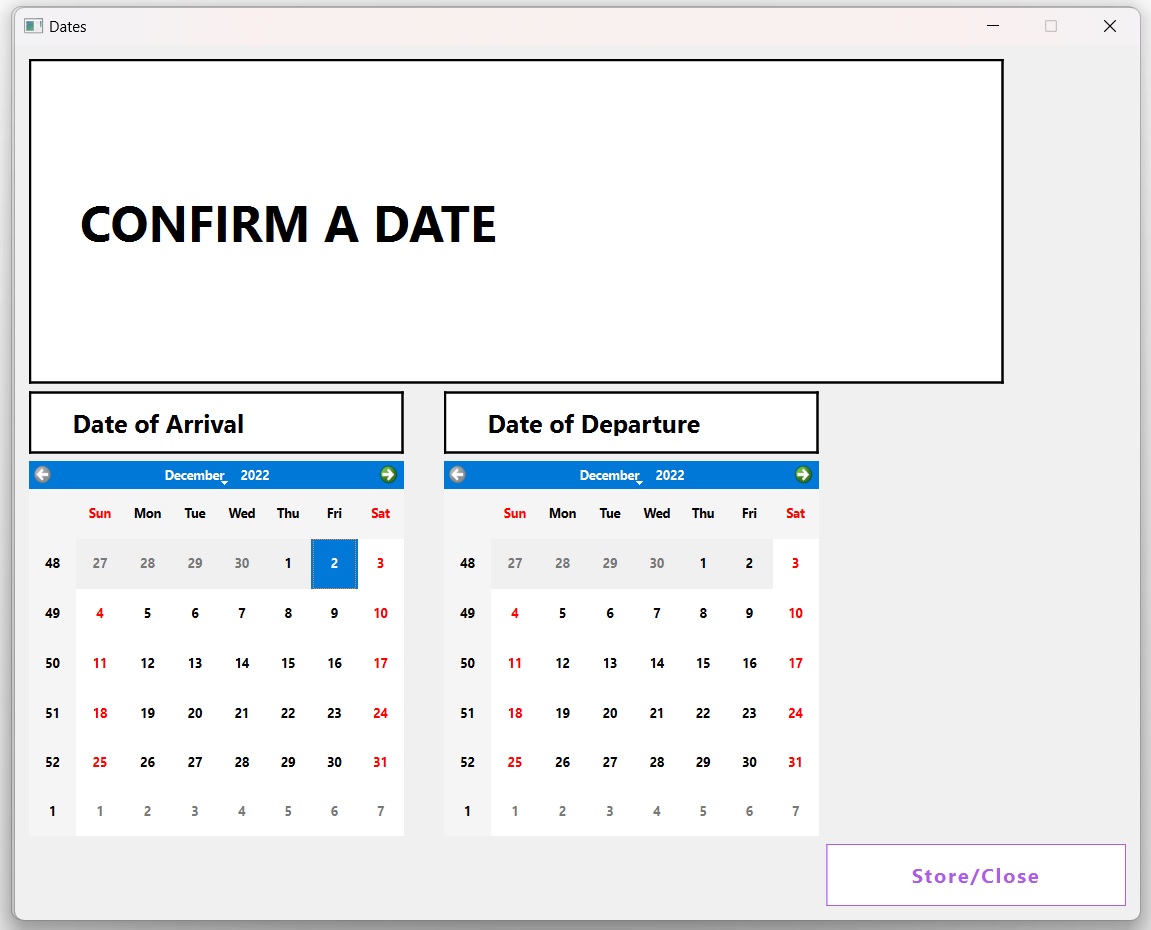 Dates
CONFIRM A DATE
Date of Arrival Date of Departure
December 2022 December 2022
Sun Mon Tue Wed Thu Fri Sat Sun Mon Tue Wed Thu Fri Sat
48 27 28 29 30 1 2 3 48 27 28 29 30 1 2 3
49 4 5 6 7 8 9 10 49 4 5 6 7 8 9 10
50 11 12 13 14 15 16 17 50 11 12 13 14 15 16 17
51 18 19 20 21 22 23 24 51 18 19 20 21 22 23 24
52 25 26 27 28 29 30 31 52 25 26 27 28 29 30 31
1 1 2 3 4 5 6 7 1 1 2 3 4 5 6 7
Store/Close